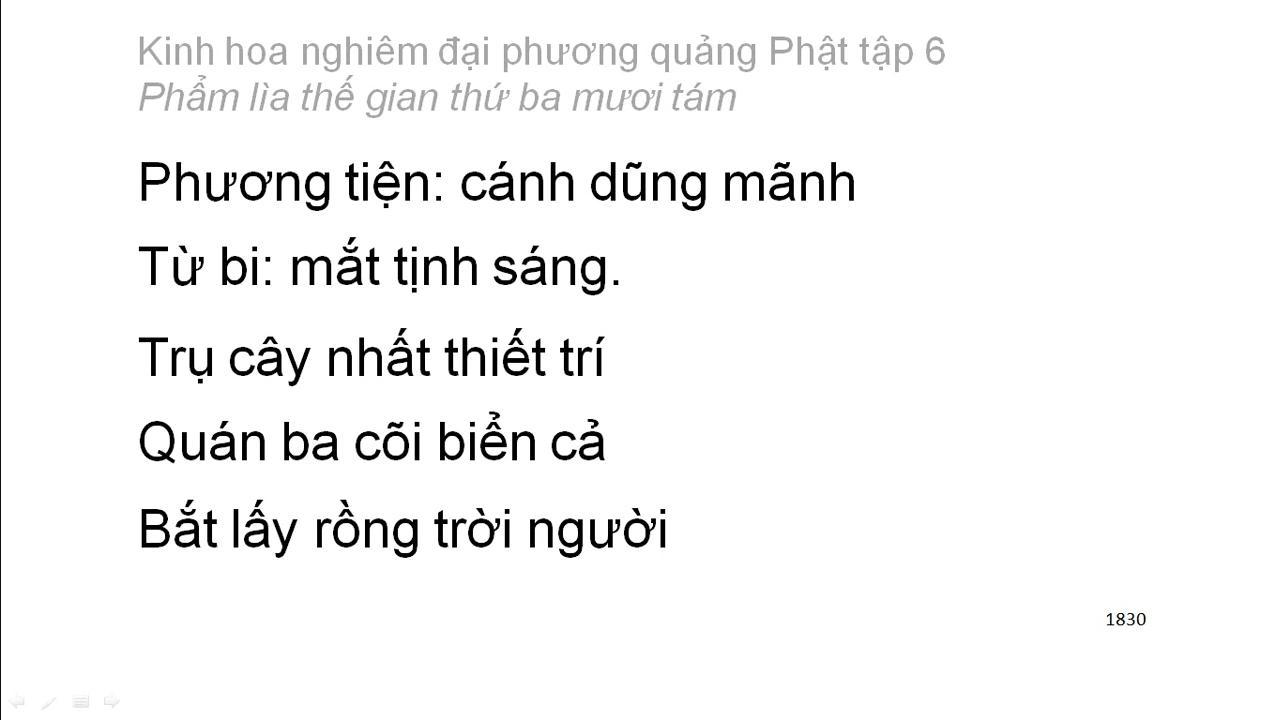 Kinh hoa nghiêm đại phương quảng Phật tập 6
Phẩm lìa thế gian thứ ba mươi tám
Phương tiện: cánh dũng mãnh
Từ bi: mắt tịnh sáng.
Trụ cây nhất thiết trí
Quán ba cõi biển cả
Bắt lấy rồng trời người
1830